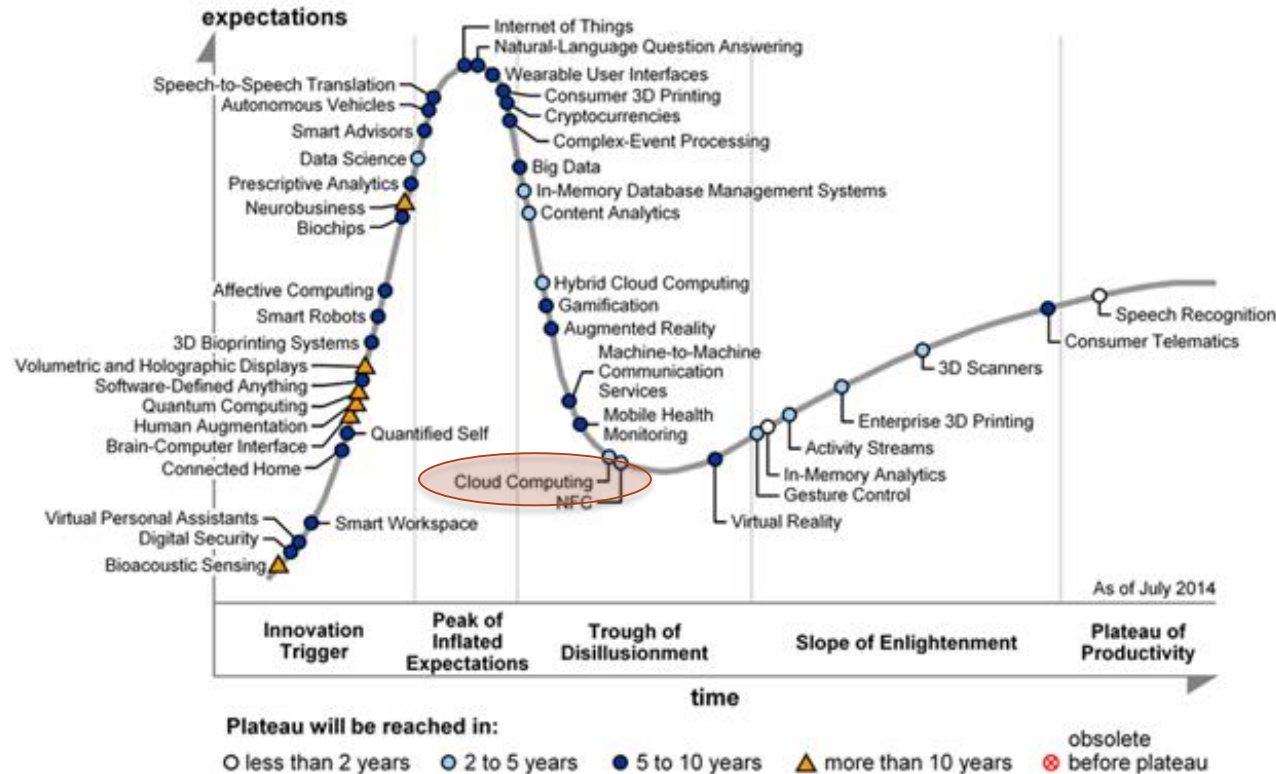 expectations
Internet of Things
Natural-Language Question Answering
Wearable User Interfaces
Consumer 3D Printing
Cryptocurrencies
Complex-Event Processing
Speech-to-Speech Translation
Autonomous Vehicles
Smart Advisors
Data Science
Prescriptive Analytics
Neurobusiness
Biochips
Big Data
In-Memory Database Management Systems
Content Analytics
Affective Computing
Smart Robots
3D Bioprinting Systems
Volumetric and Holographic Displays
Software-Defined Anything
Quantum Computing
Human Augmentation
Brain-Computer Interface
Connected Home
Quantified Self
Hybrid Cloud Computing
Gamification
Augmented Reality
Machine-to-Machine
Communication
Services
Mobile Health
Monitoring
Cloud Computing
NFC
Virtual Personal Assistants
Digital Security
Bioacoustic Sensing
Smart Workspace
Virtual Reality
Gesture Control
In-Memory Analytics
Activity Streams
Enterprise 3D Printing
3D Scanners
Consumer Telematics
Speech Recognition
As of July 2014
Innovation
Trigger
Peak of
Inflated
Expectations
Trough of
Disillusionment
Slope of Enlightenment
Plateau of
Productivity
time
Plateau will be reached in:
less than 2 years
2 to 5 years
5 to 10 years
more than 10 years
obsolete
before plateau